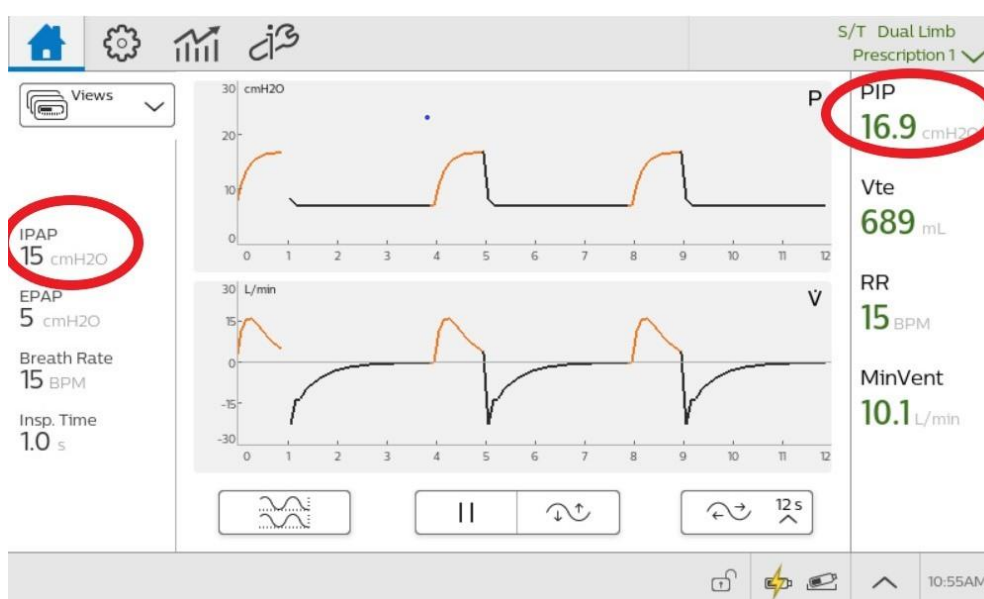 S/T Dual Limb
Prescription 1
Views
IPAP
15 cmH2O
EPAP
5 cmH2O
Breath Rate
15 BPM
Insp. Time
1.0 s
30 cmH2O
P
20
10
0
0 1 2 3 4 5 6 7 8 9 10 11 12
30 L/min
V̇
15
0
-15
-30
0 1 2 3 4 5 6 7 8 9 10 11 12
12 s
PIP
16.9 cmH2O
Vte
689 mL
RR
15 BPM
MinVent
10.1 L/min
10:55AM